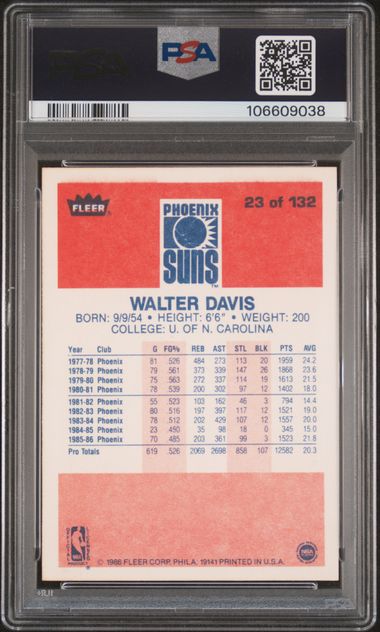 PSA
PSA
106609038
FLEER
PHOENIX
SUNS
TM
23 of 132
WALTER DAVIS
BORN: 9/9/54 • HEIGHT: 6'6" • WEIGHT: 200
COLLEGE: U. OF N. CAROLINA
Year Club G FG% REB AST STL BLK PTS AVG
1977-78 Phoenix 81 .526 484 273 113 20 1959 24.2
1978-79 Phoenix 79 .561 373 339 147 26 1868 23.6
1979-80 Phoenix 75 .563 272 337 114 19 1613 21.5
1980-81 Phoenix 78 .539 200 302 97 12 1402 18.0
1981-82 Phoenix 55 .523 103 162 46 3 794 14.4
1982-83 Phoenix 80 .516 197 397 117 12 1521 19.0
1983-84 Phoenix 78 .512 202 429 107 12 1557 20.0
1984-85 Phoenix 23 .450 35 98 18 0 345 15.0
1985-86 Phoenix 70 .485 203 361 99 3 1523 21.8
Pro Totals 619 .526 2069 2698 858 107 12582 20.3
OFFICIAL
NBA
PRODUCT
NBA
© 1986 FLEER CORP. PHILA. 19141 PRINTED IN U.S.A.